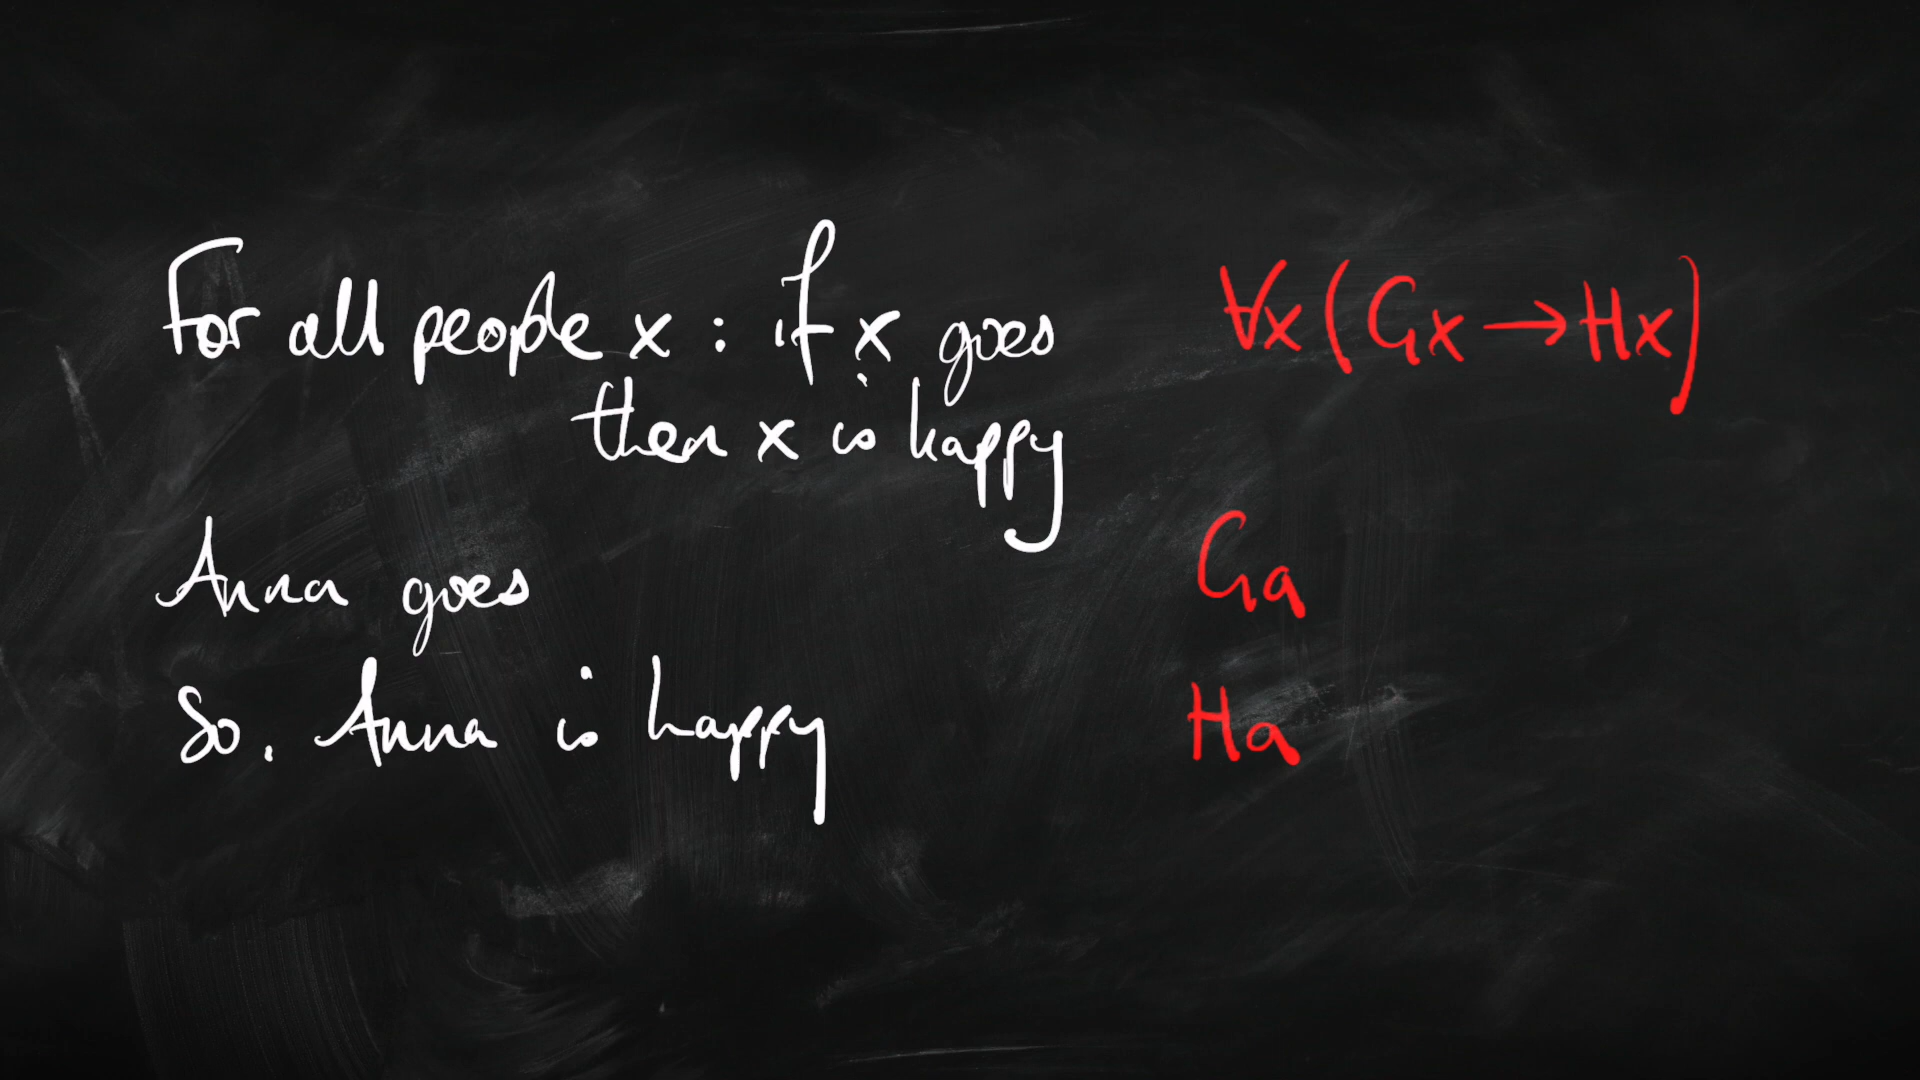 For all people x : if x goes ∀x(Gx→Hx)
then x is happy
Anna goes Ga
So, Anna is happy Ha